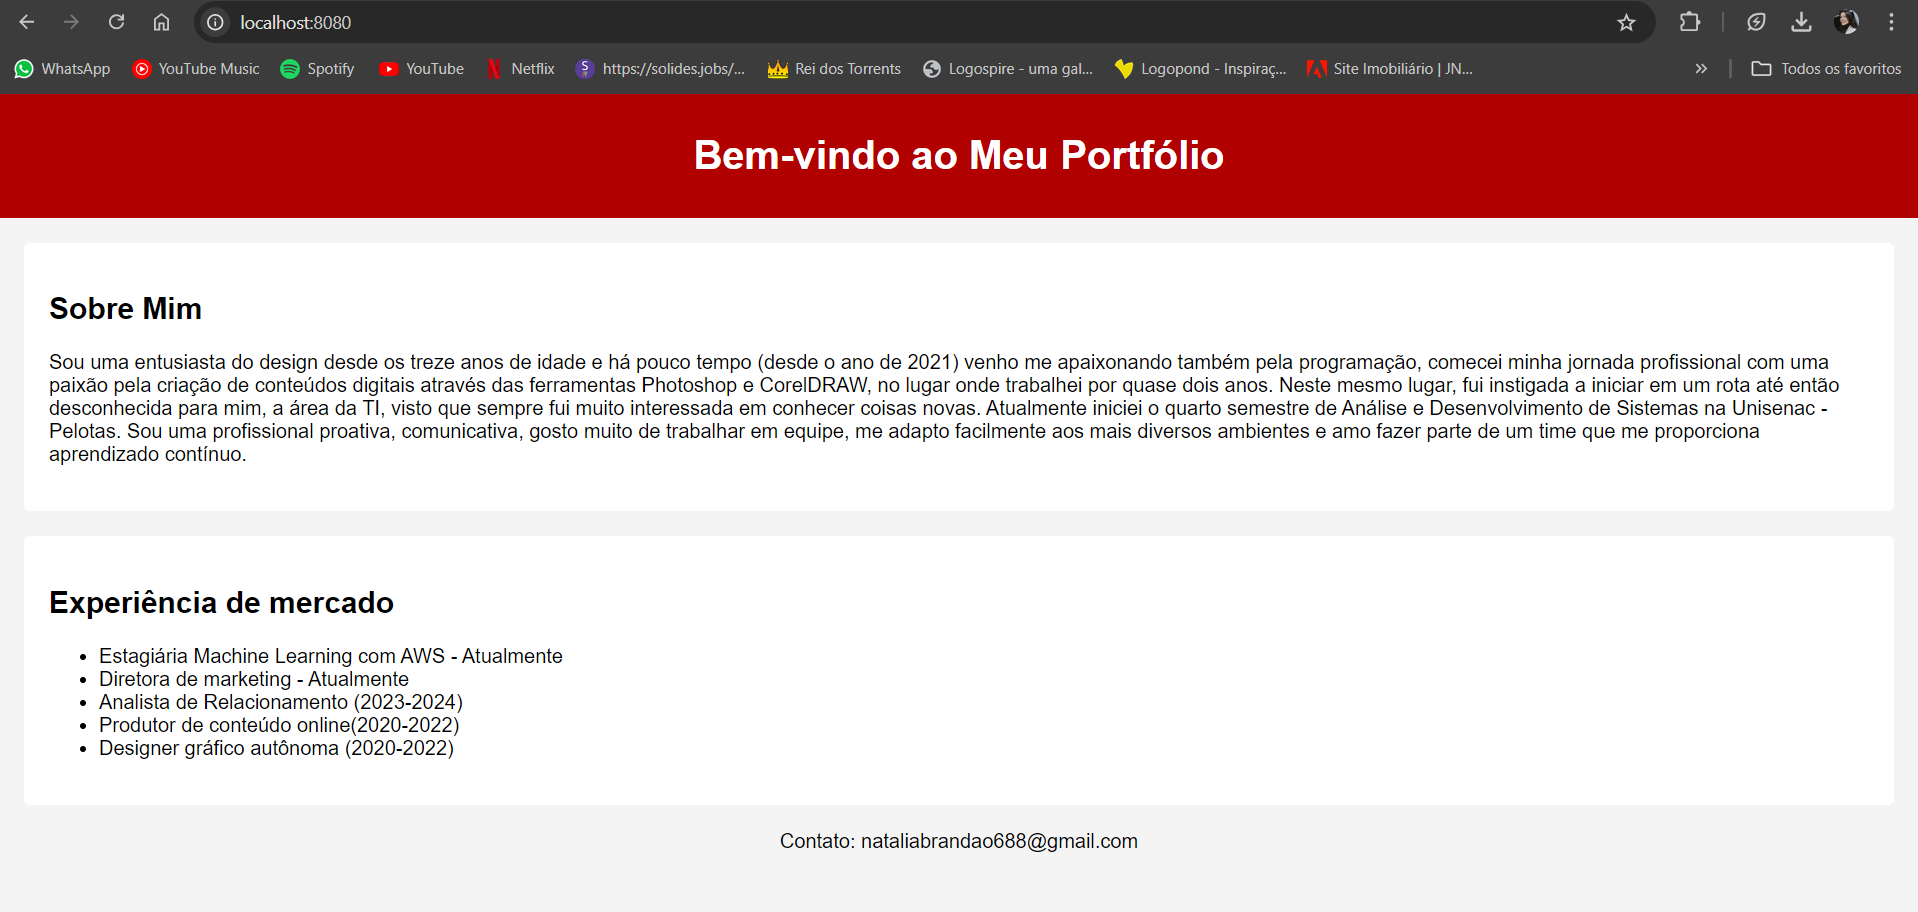 localhost:8080
WhatsApp YouTube Music Spotify YouTube Netflix https://solides.jobs/... Rei dos Torrents Logospire - uma gal... Logopond - Inspiraç... Site Imobiliário | JN... Todos os favoritos
Bem-vindo ao Meu Portfólio
Sobre Mim
Sou uma entusiasta do design desde os treze anos de idade e há pouco tempo (desde o ano de 2021) venho me apaixonando também pela programação, comecei minha jornada profissional com uma
paixão pela criação de conteúdos digitais através das ferramentas Photoshop e CorelDRAW, no lugar onde trabalhei por quase dois anos. Neste mesmo lugar, fui instigada a iniciar em um rota até então
desconhecida para mim, a área da TI, visto que sempre fui muito interessada em conhecer coisas novas. Atualmente iniciei o quarto semestre de Análise e Desenvolvimento de Sistemas na Unisenac -
Pelotas. Sou uma profissional proativa, comunicativa, gosto muito de trabalhar em equipe, me adapto facilmente aos mais diversos ambientes e amo fazer parte de um time que me proporciona
aprendizado contínuo.
Experiência de mercado
• Estagiária Machine Learning com AWS - Atualmente
• Diretora de marketing - Atualmente
• Analista de Relacionamento (2023-2024)
• Produtor de conteúdo online(2020-2022)
• Designer gráfico autônoma (2020-2022)
Contato: nataliabrandao688@gmail.com